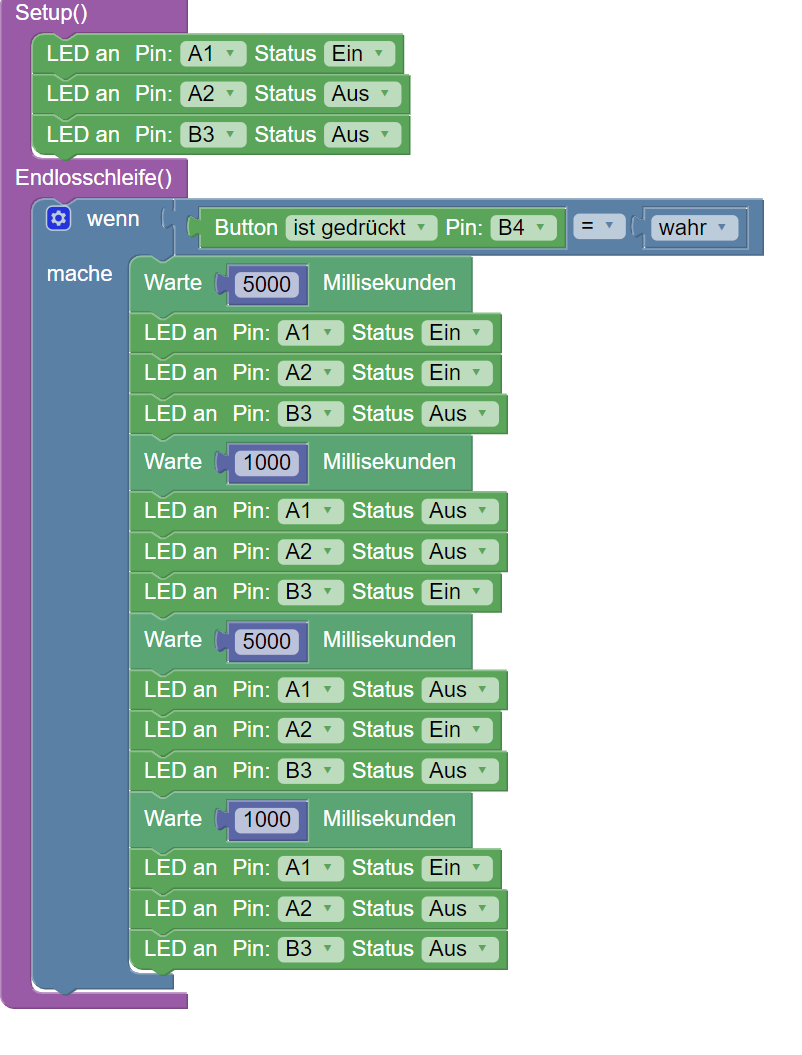 Setup()
LED an Pin: A1 Status Ein
LED an Pin: A2 Status Aus
LED an Pin: B3 Status Aus
Endlosschleife()
wenn Button ist gedrückt Pin: B4 = wahr
mache Warte 5000 Millisekunden
LED an Pin: A1 Status Ein
LED an Pin: A2 Status Ein
LED an Pin: B3 Status Aus
Warte 1000 Millisekunden
LED an Pin: A1 Status Aus
LED an Pin: A2 Status Aus
LED an Pin: B3 Status Ein
Warte 5000 Millisekunden
LED an Pin: A1 Status Aus
LED an Pin: A2 Status Ein
LED an Pin: B3 Status Aus
Warte 1000 Millisekunden
LED an Pin: A1 Status Ein
LED an Pin: A2 Status Aus
LED an Pin: B3 Status Aus